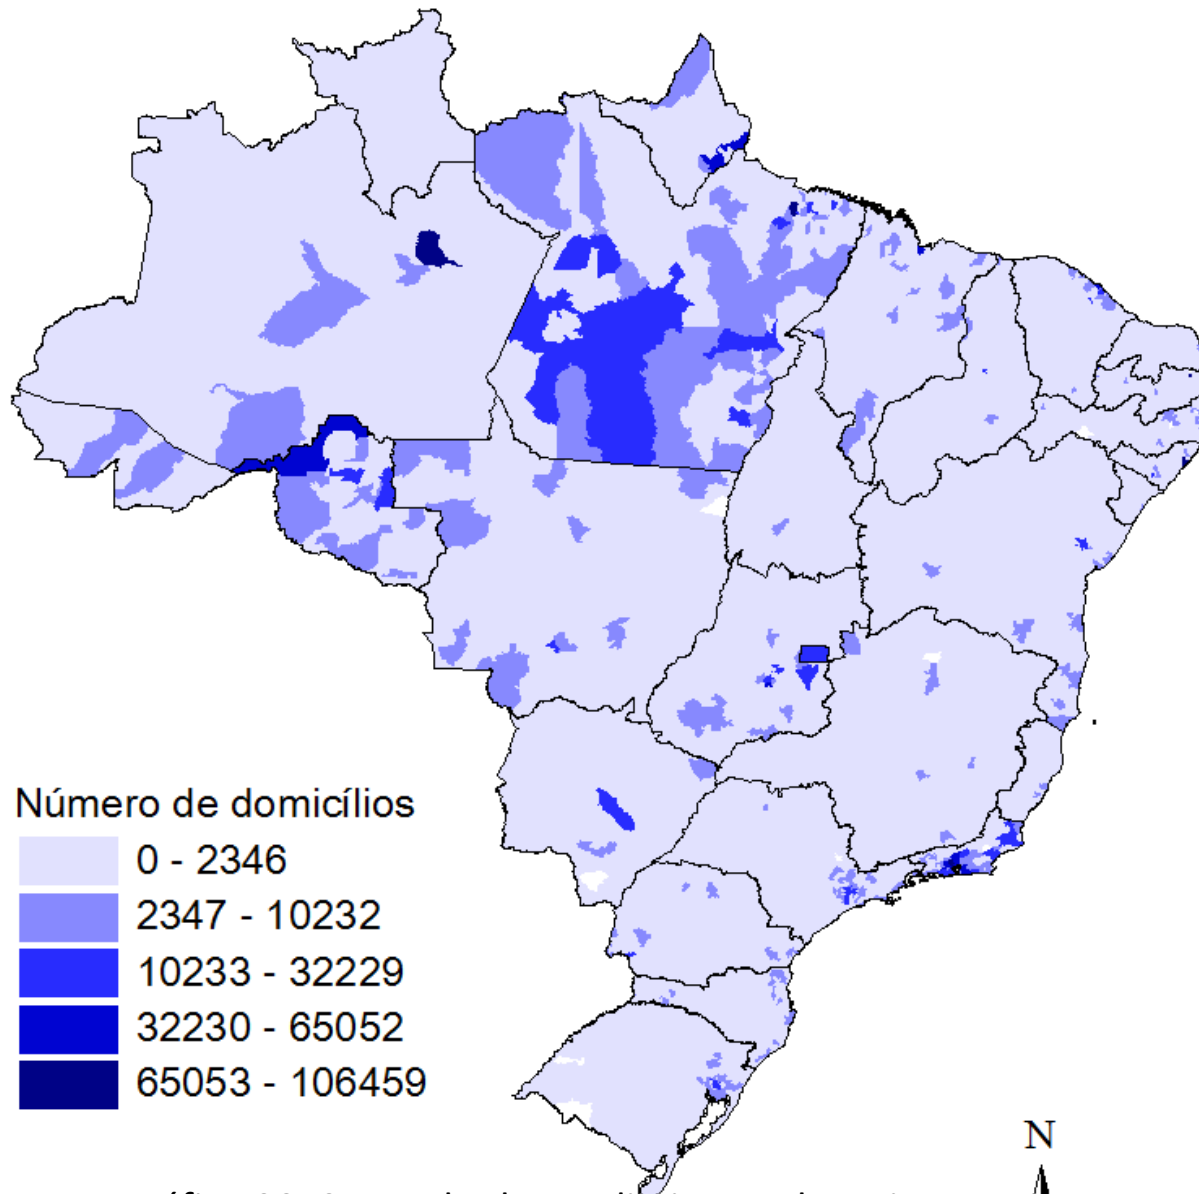 Número de domicílios
0 - 2346
2347 - 10232
10233 - 32229
32230 - 65052
65053 - 106459
N